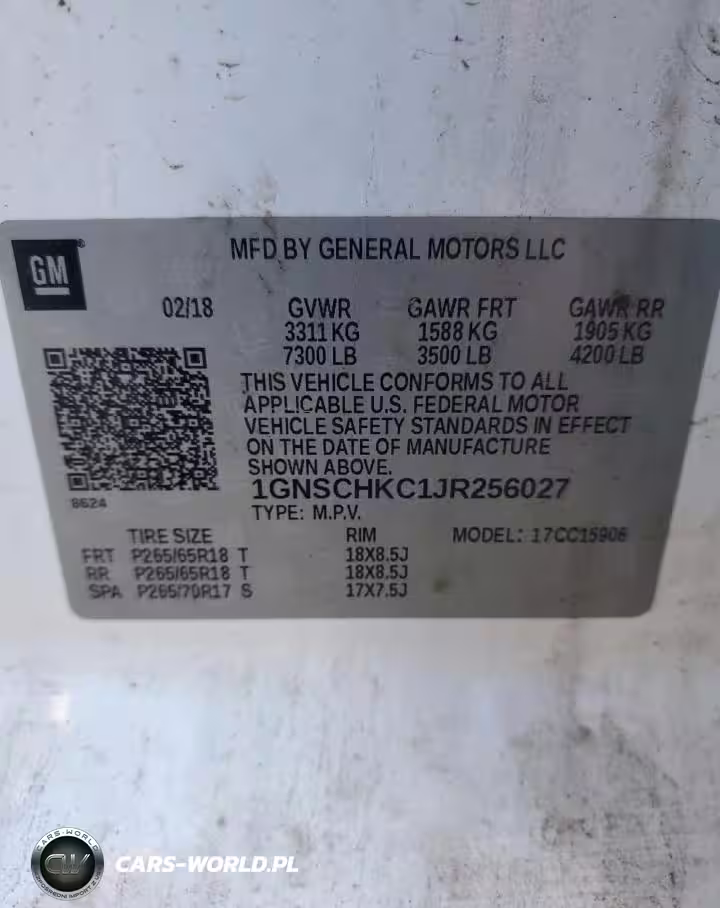 GM
MFD BY GENERAL MOTORS LLC
02/18 GVWR GAWR FRT GAWR RR
3311 KG 1588 KG 1905 KG
7300 LB 3500 LB 4200 LB
THIS VEHICLE CONFORMS TO ALL
APPLICABLE U.S. FEDERAL MOTOR
VEHICLE SAFETY STANDARDS IN EFFECT
ON THE DATE OF MANUFACTURE
SHOWN ABOVE.
8624
1GNSCHKC1JR256027
TYPE: M.P.V.
TIRE SIZE RIM MODEL: 17CC15906
FRT P265/65R18 T 18X8.5J
RR P265/65R18 T 18X8.5J
SPA P265/70R17 S 17X7.5J
CARS-WORLD
CW
CARS-WORLD.PL